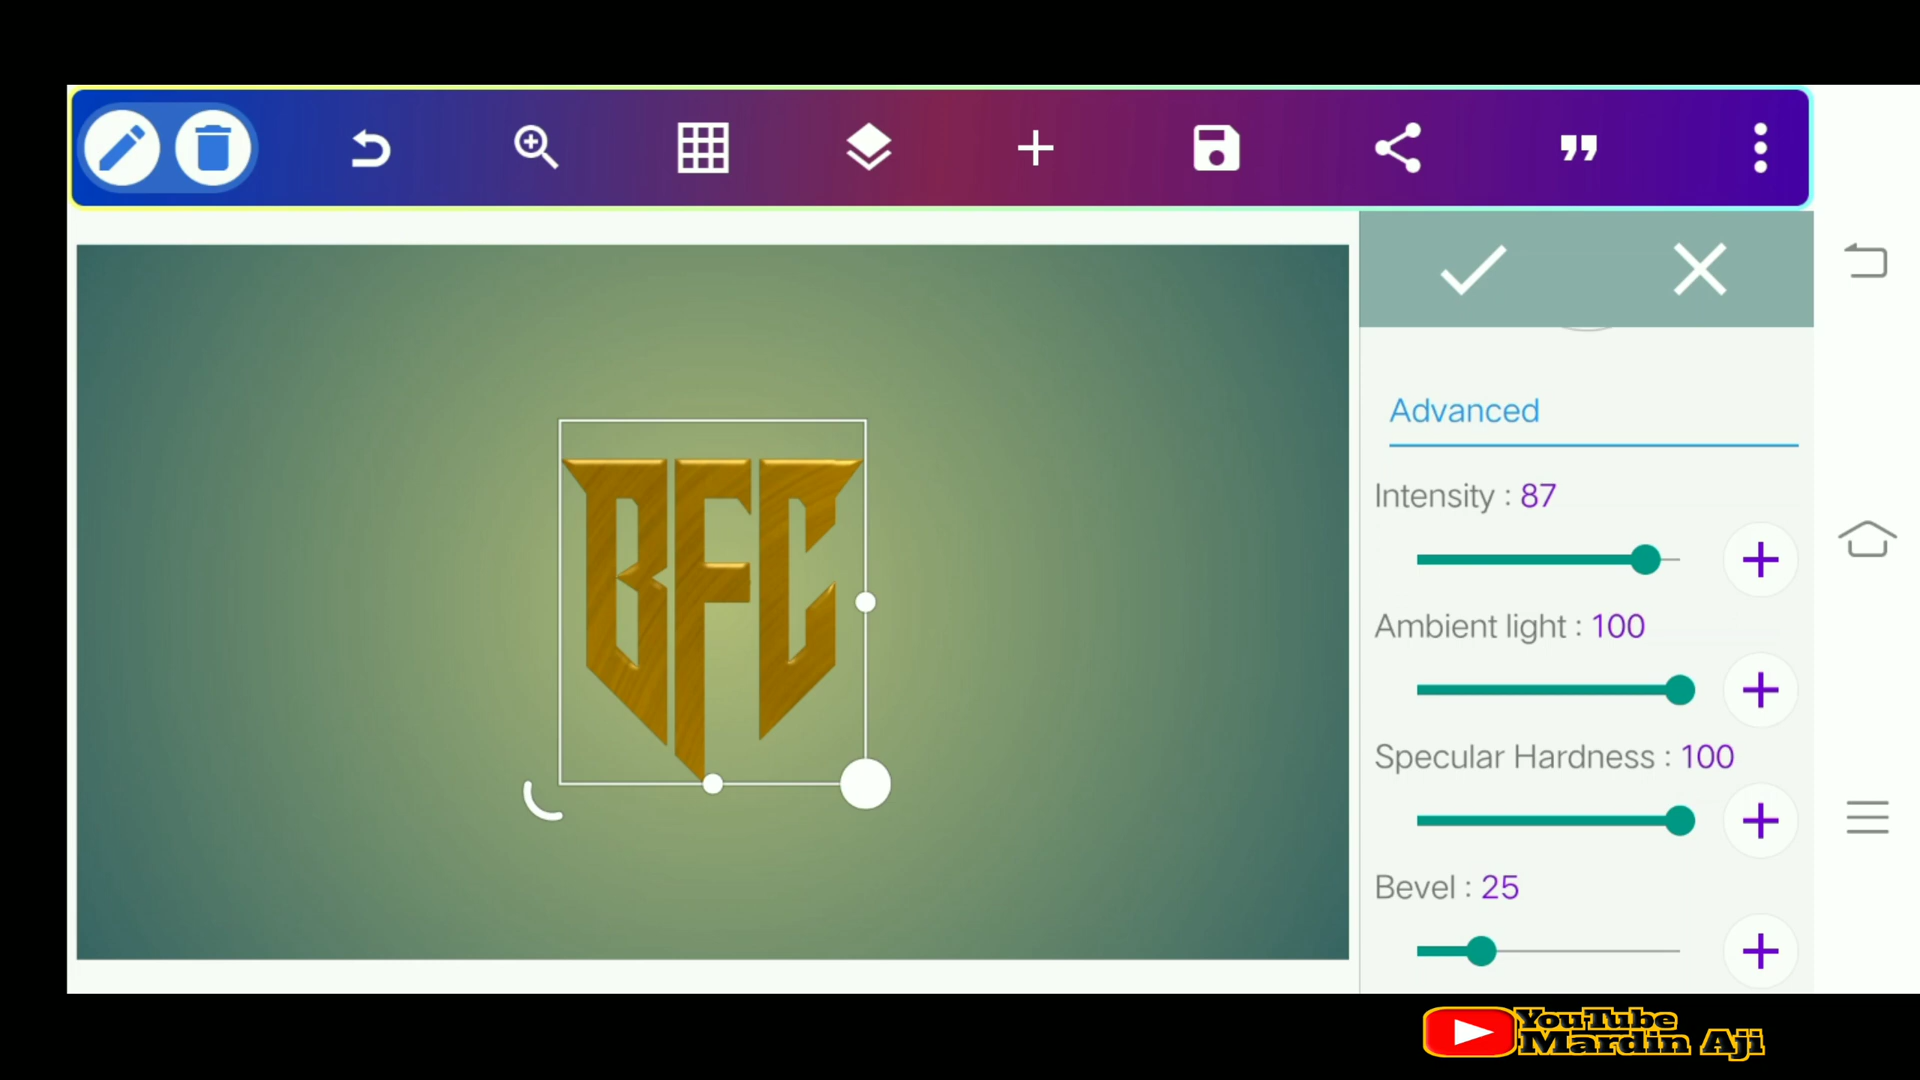 BFC
Advanced
Intensity : 87
Ambient light : 100
Specular Hardness : 100
Bevel : 25
YouTube
Mardin Aji